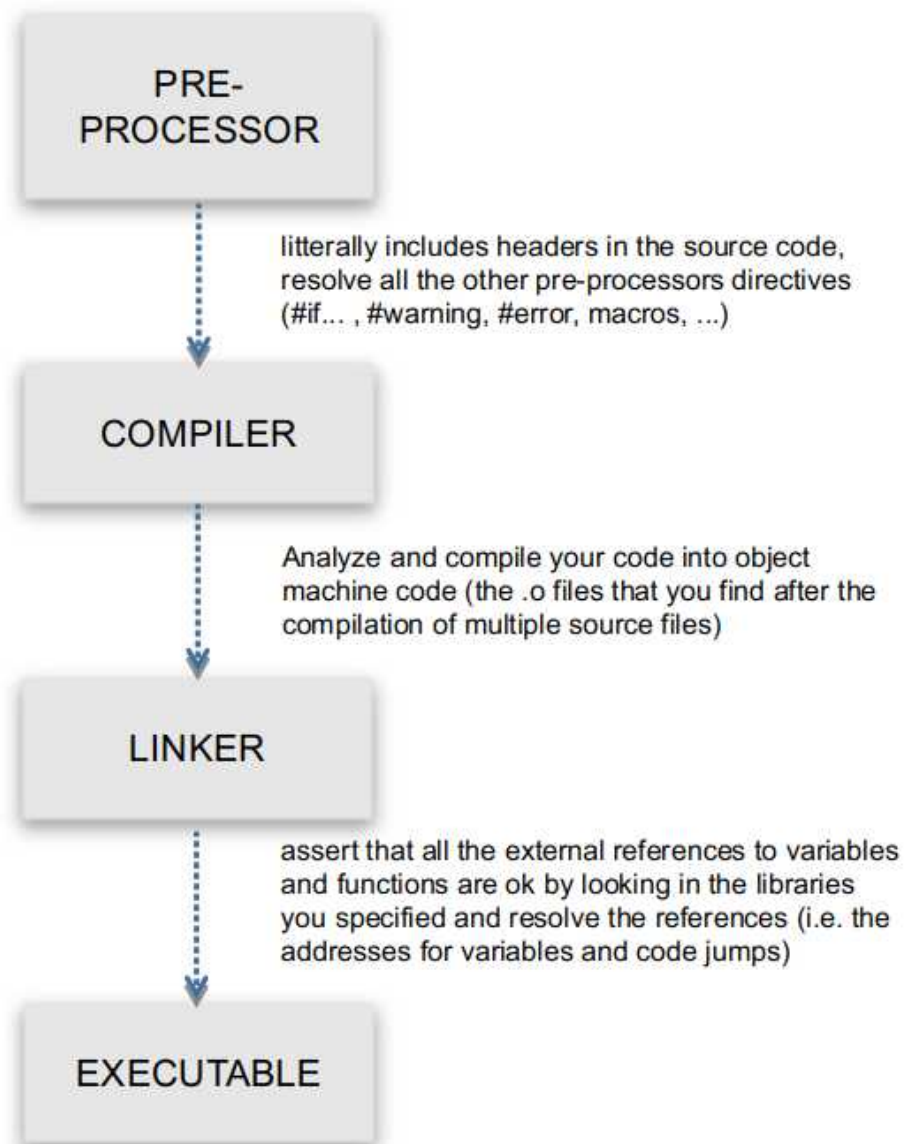 PRE-
PROCESSOR
litterally includes headers in the source code,
resolve all the other pre-processors directives
(#if... , #warning, #error, macros, ...)
COMPILER
Analyze and compile your code into object
machine code (the .o files that you find after the
compilation of multiple source files)
LINKER
assert that all the external references to variables
and functions are ok by looking in the libraries
you specified and resolve the references (i.e. the
addresses for variables and code jumps)
EXECUTABLE